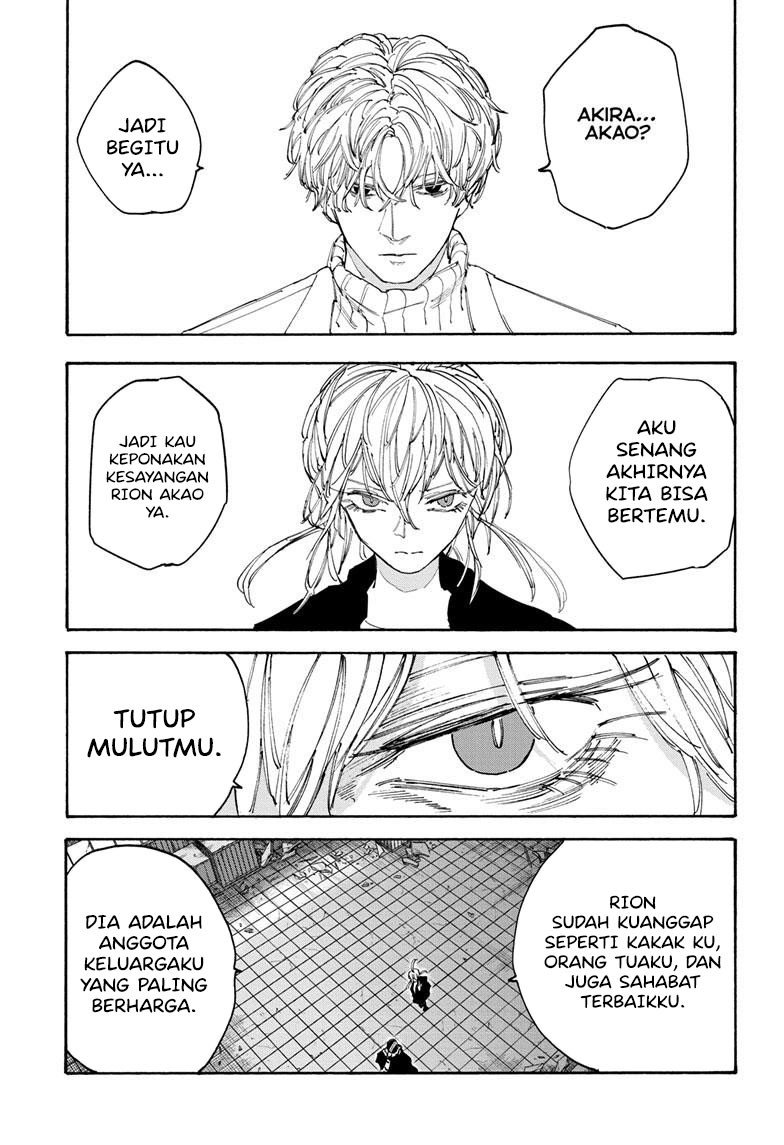 AKIRA...
AKAO?
JADI
BEGITU
YA...
AKU
SENANG
AKHIRNYA
KITA BISA
BERTEMU.
JADI KAU
KEPONAKAN
KESAYANGAN
RION AKAO
YA.
TUTUP
MULUTMU.
RION
SUDAH KUANGGAP
SEPERTI KAKAK KU,
ORANG TUAKU, DAN
JUGA SAHABAT
TERBAIKKU.
DIA ADALAH
ANGGOTA
KELUARGAKU
YANG PALING
BERHARGA.